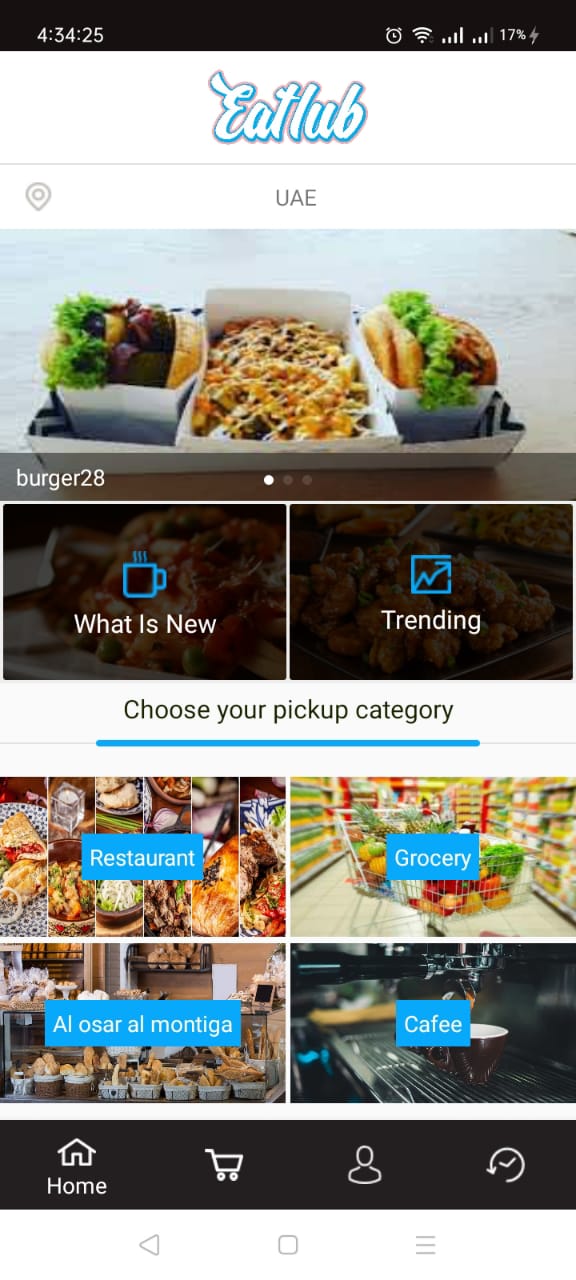 4:34:25
17%
Eatlub
UAE
burger28
What Is New
Trending
Choose your pickup category
Restaurant
Grocery
Al osar al montiga
Cafee
Home